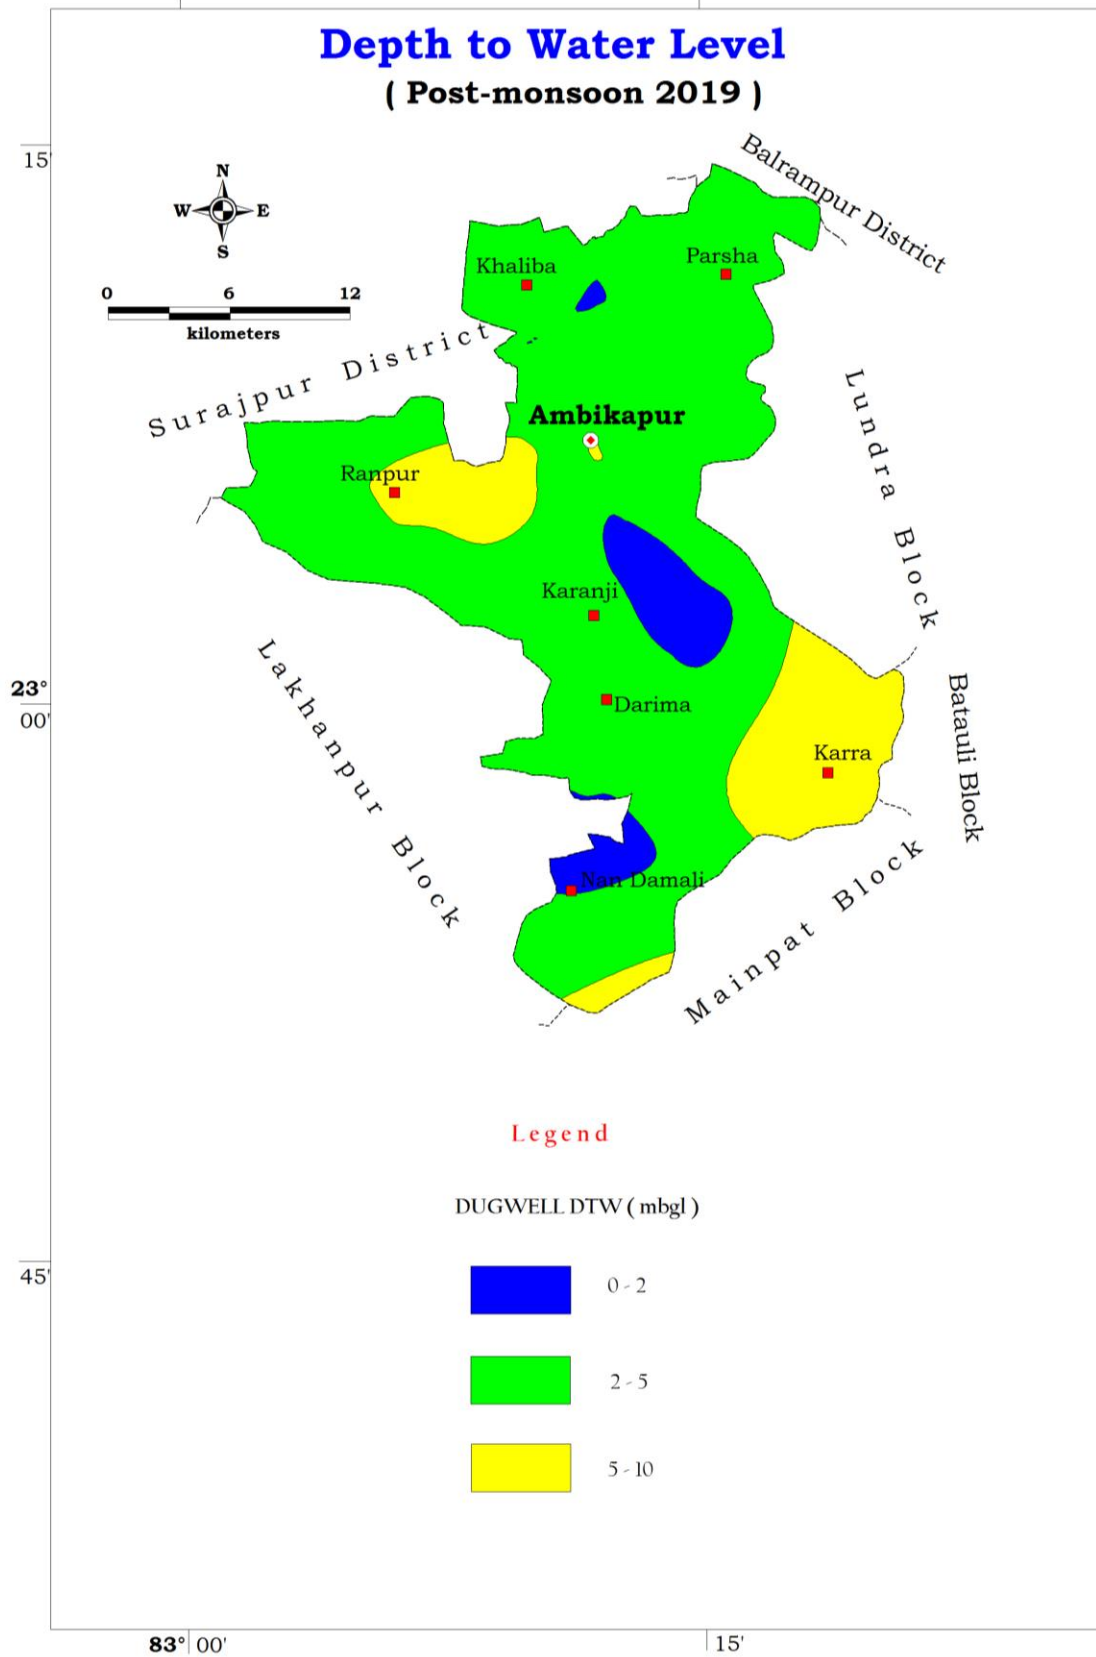 Depth to Water Level
( Post-monsoon 2019 )
15'
N
W E
S
0 6 12
kilometers
Balrampur District
Khaliba
Parsha
Surajpur District
Ambikapur
Lundra Block
Ranpur
Karanji
Lakhanpur Block
23°
00'
Darima
Batauli Block
Karra
Nan Damali
Mainpat Block
Legend
DUGWELL DTW ( mbgl )
45'
0 - 2
2 - 5
5 - 10
83° 00' 15'